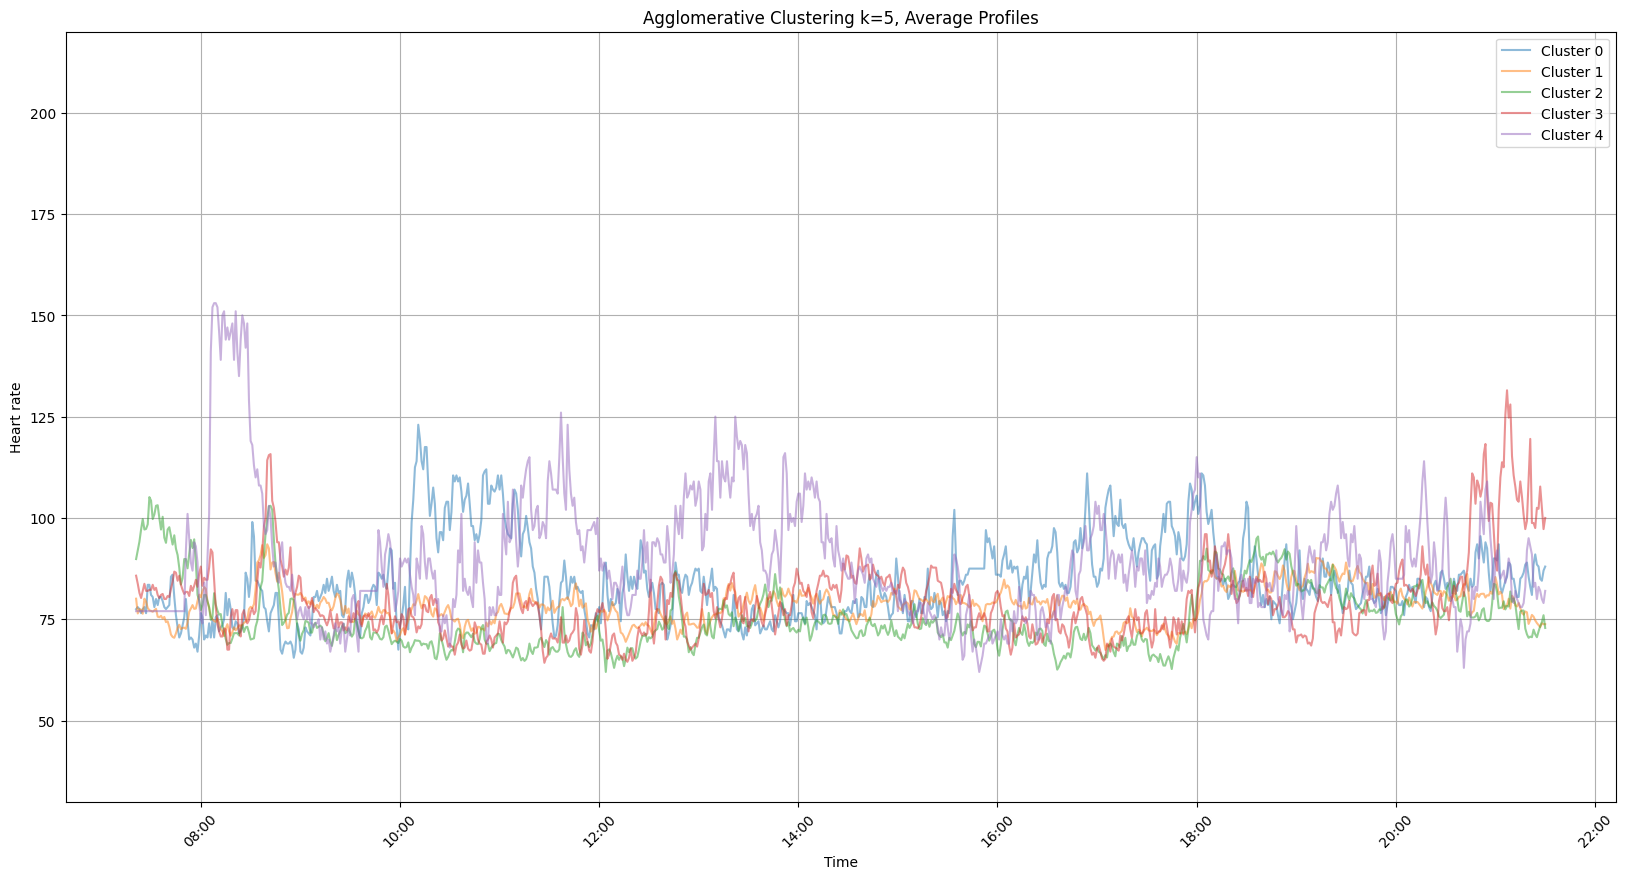 Agglomerative Clustering k=5, Average Profiles
Cluster 0
Cluster 1
Cluster 2
Cluster 3
Cluster 4
200
175
150
125
100
75
50
Heart rate
08:00
10:00
12:00
14:00
16:00
18:00
20:00
22:00
Time